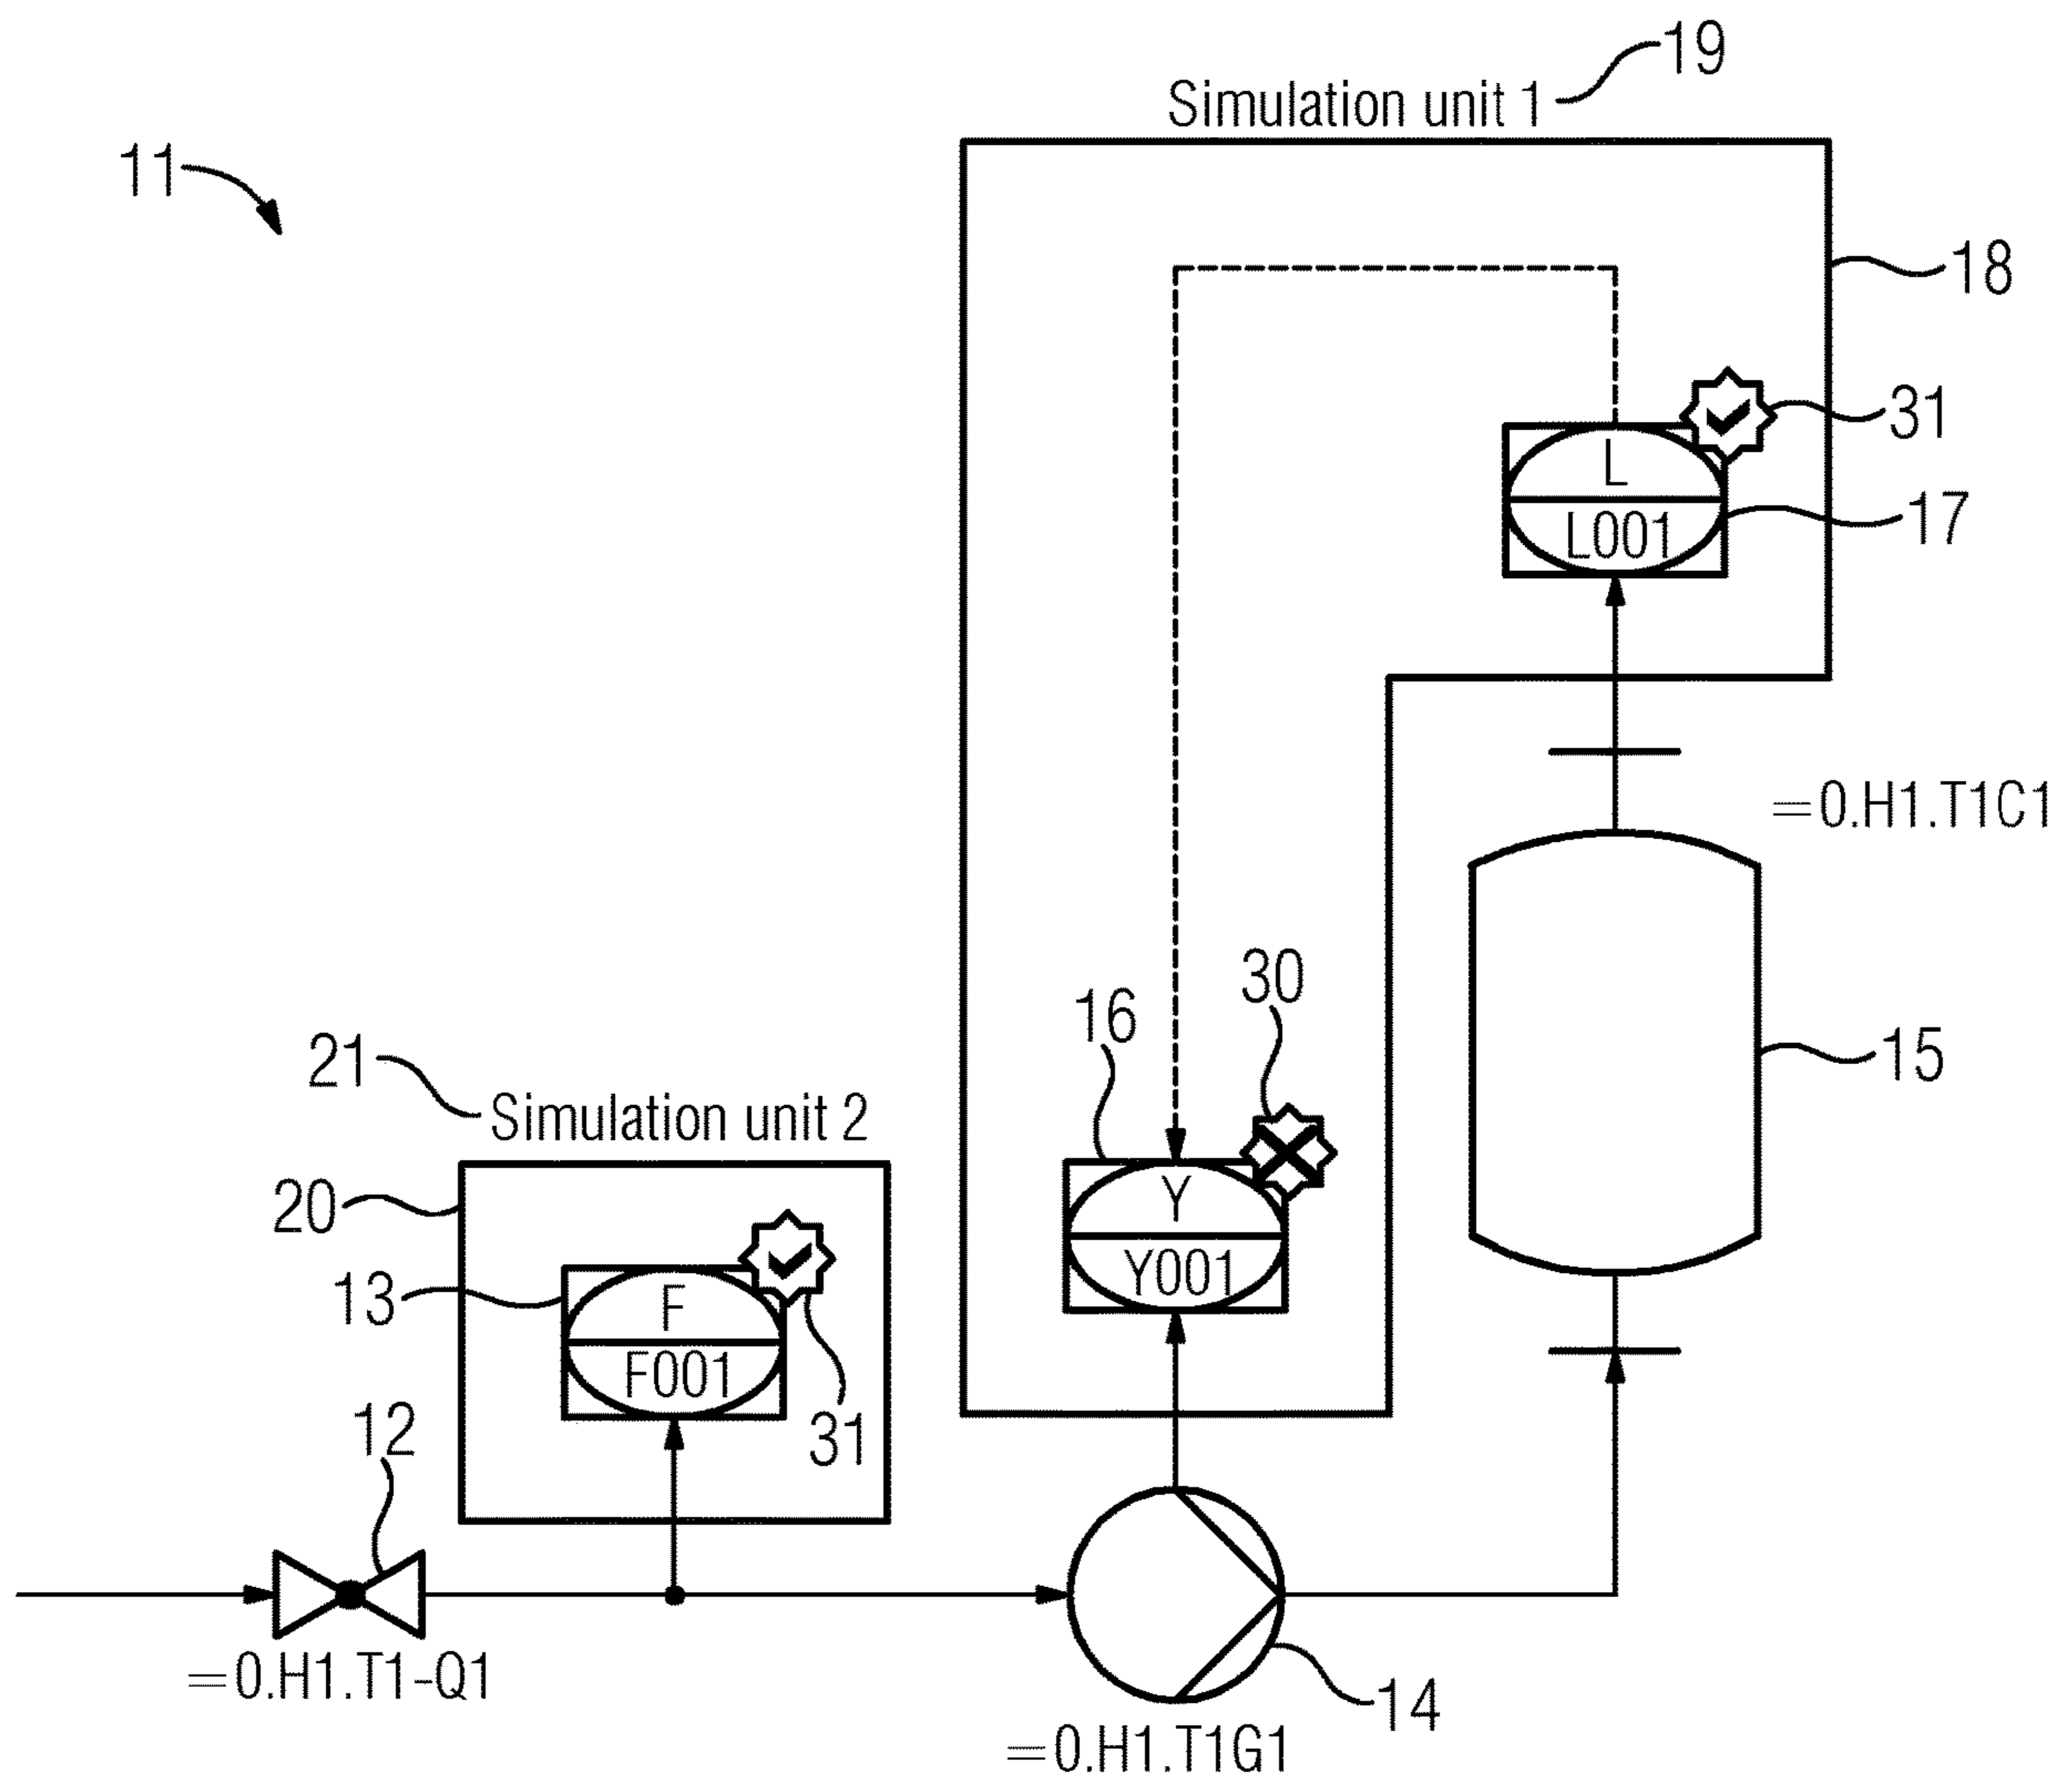 19
Simulation unit 1
11
18
31
L
L001
17
=0.H1.T1C1
30
16
15
21
Simulation unit 2
20
Y
Y001
13
F
F001
31
12
=0.H1.T1-Q1
14
=0.H1.T1G1